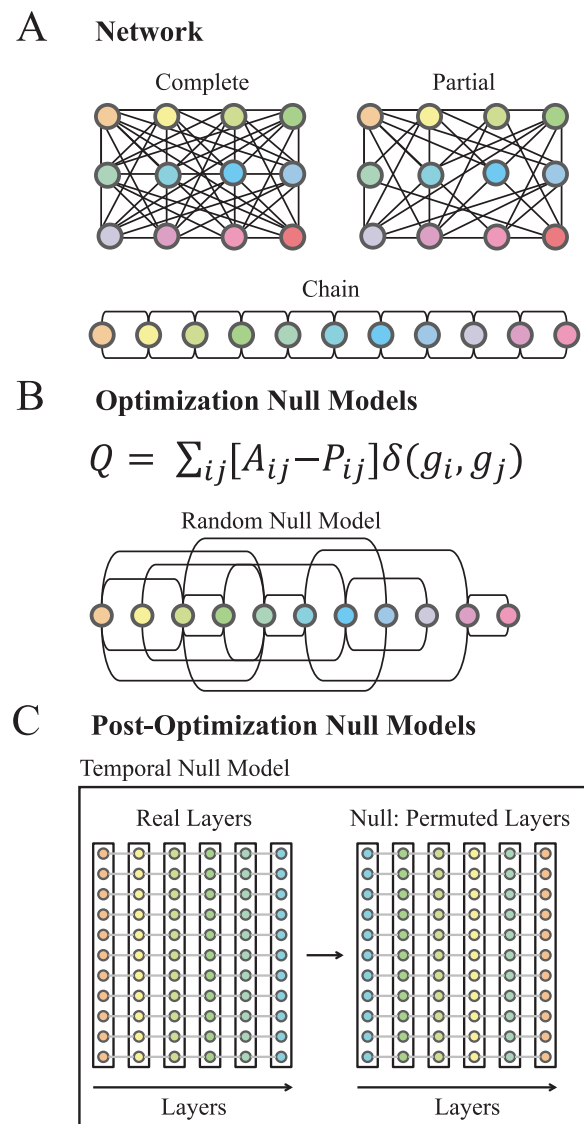 A Network
Complete Partial
Chain
B Optimization Null Models
Q = ∑ij[Aij−Pij]δ(gi, gj)
Random Null Model
C Post-Optimization Null Models
Temporal Null Model
Real Layers Null: Permuted Layers
Layers Layers